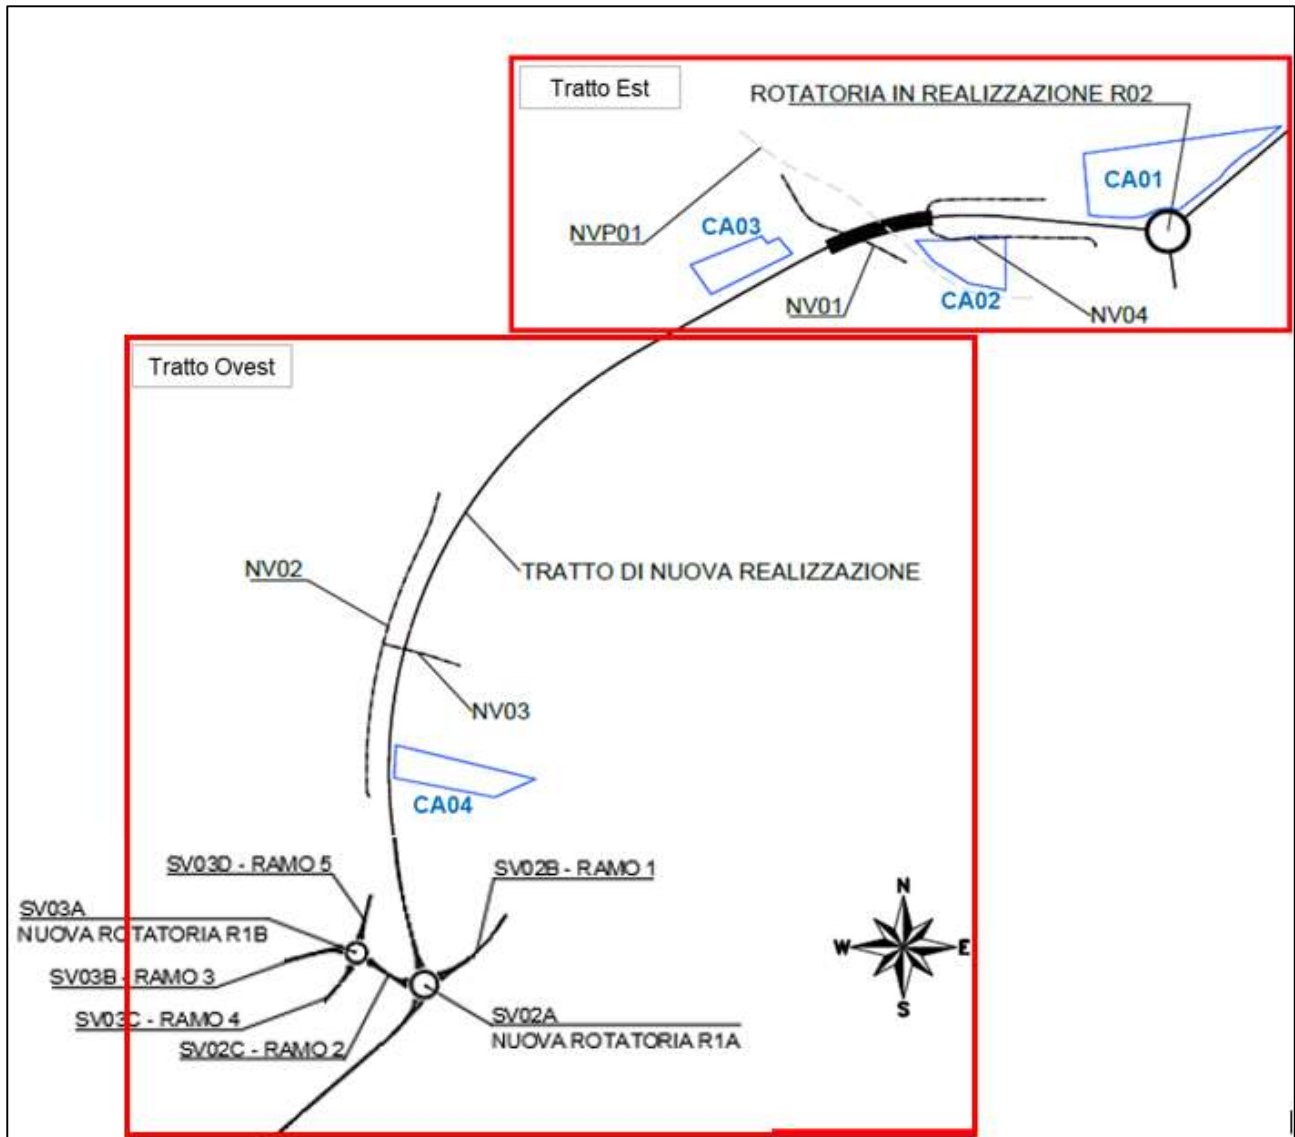 Tratto Est
ROTATORIA IN REALIZZAZIONE R02
CA01
NVP01
CA03
NV01
CA02
NV04
Tratto Ovest
NV02
TRATTO DI NUOVA REALIZZAZIONE
NV03
CA04
SV03D - RAMO 5
SV02B - RAMO 1
SV03A
NUOVA ROTATORIA R1B
SV03B - RAMO 3
SV03C - RAMO 4
SV02C - RAMO 2
SV02A
NUOVA ROTATORIA R1A
N
W
E
S